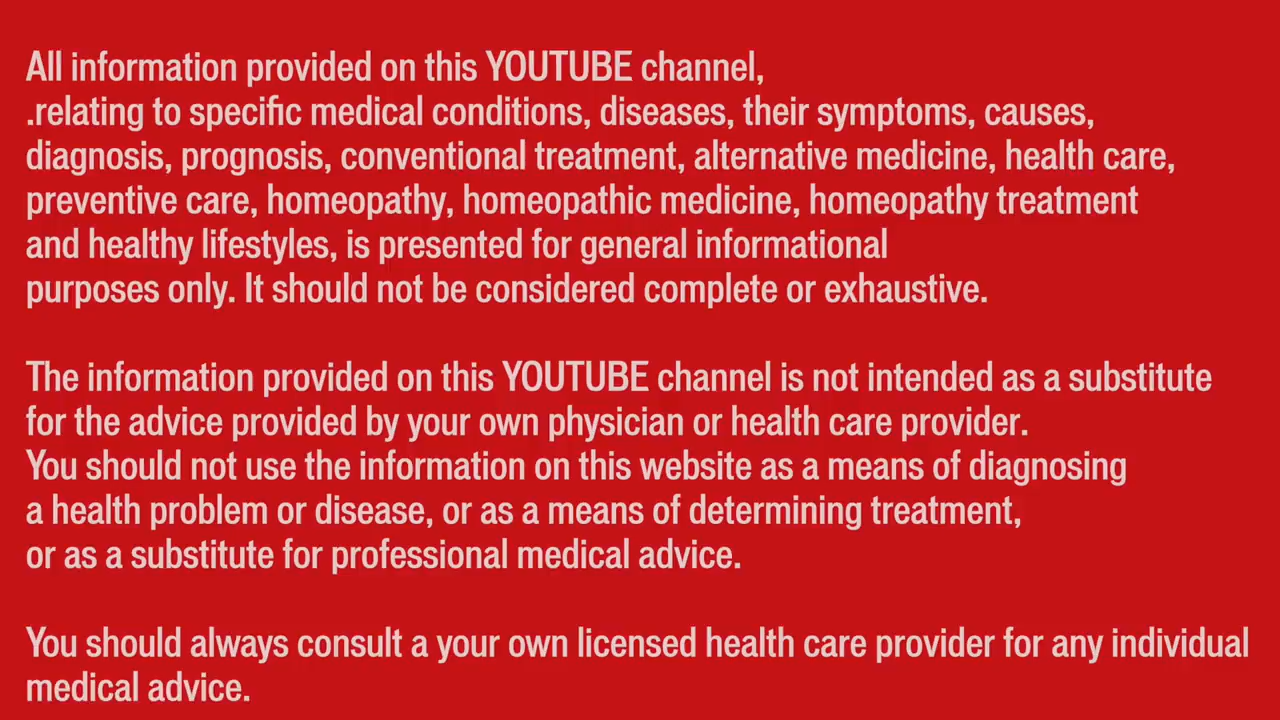 All information provided on this YOUTUBE channel,
.relating to specific medical conditions, diseases, their symptoms, causes,
diagnosis, prognosis, conventional treatment, alternative medicine, health care,
preventive care, homeopathy, homeopathic medicine, homeopathy treatment
and healthy lifestyles, is presented for general informational
purposes only. It should not be considered complete or exhaustive.
The information provided on this YOUTUBE channel is not intended as a substitute
for the advice provided by your own physician or health care provider.
You should not use the information on this website as a means of diagnosing
a health problem or disease, or as a means of determining treatment,
or as a substitute for professional medical advice.
You should always consult a your own licensed health care provider for any individual
medical advice.